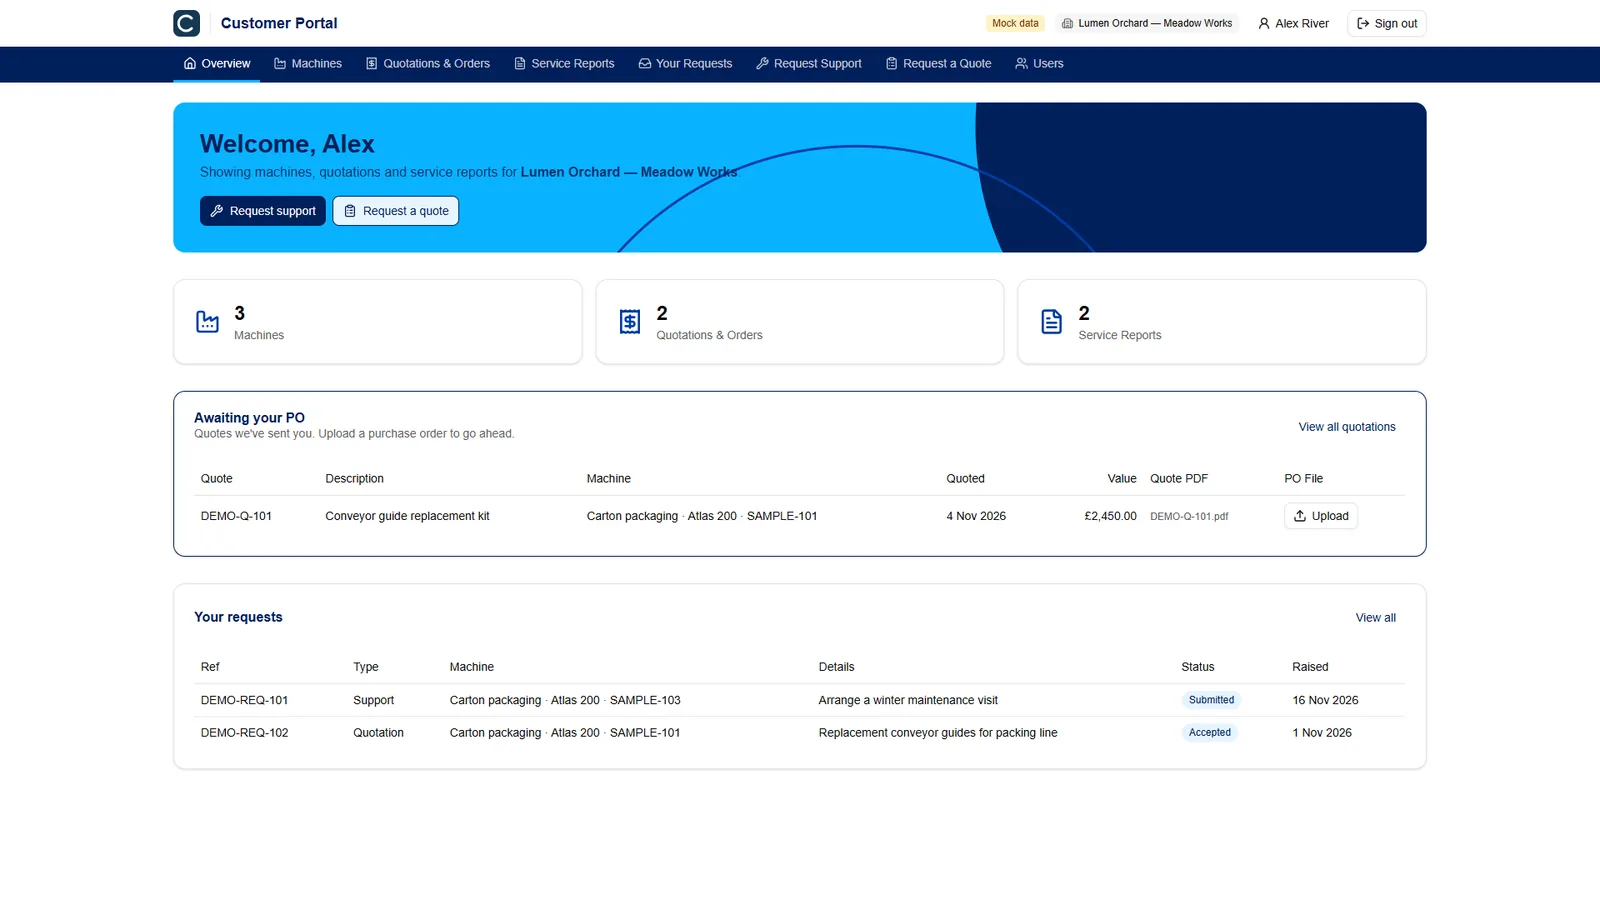 C Customer Portal
Mock data Lumen Orchard — Meadow Works Alex River Sign out
Overview Machines Quotations & Orders Service Reports Your Requests Request Support Request a Quote Users
Welcome, Alex
Showing machines, quotations and service reports for Lumen Orchard — Meadow Works
Request support Request a quote
3
Machines
2
Quotations & Orders
2
Service Reports
Awaiting your PO
Quotes we've sent you. Upload a purchase order to go ahead.
View all quotations
Quote Description Machine Quoted Value Quote PDF PO File
DEMO-Q-101 Conveyor guide replacement kit Carton packaging · Atlas 200 · SAMPLE-101 4 Nov 2026 £2,450.00 DEMO-Q-101.pdf Upload
Your requests
View all
Ref Type Machine Details Status Raised
DEMO-REQ-101 Support Carton packaging · Atlas 200 · SAMPLE-103 Arrange a winter maintenance visit Submitted 16 Nov 2026
DEMO-REQ-102 Quotation Carton packaging · Atlas 200 · SAMPLE-101 Replacement conveyor guides for packing line Accepted 1 Nov 2026